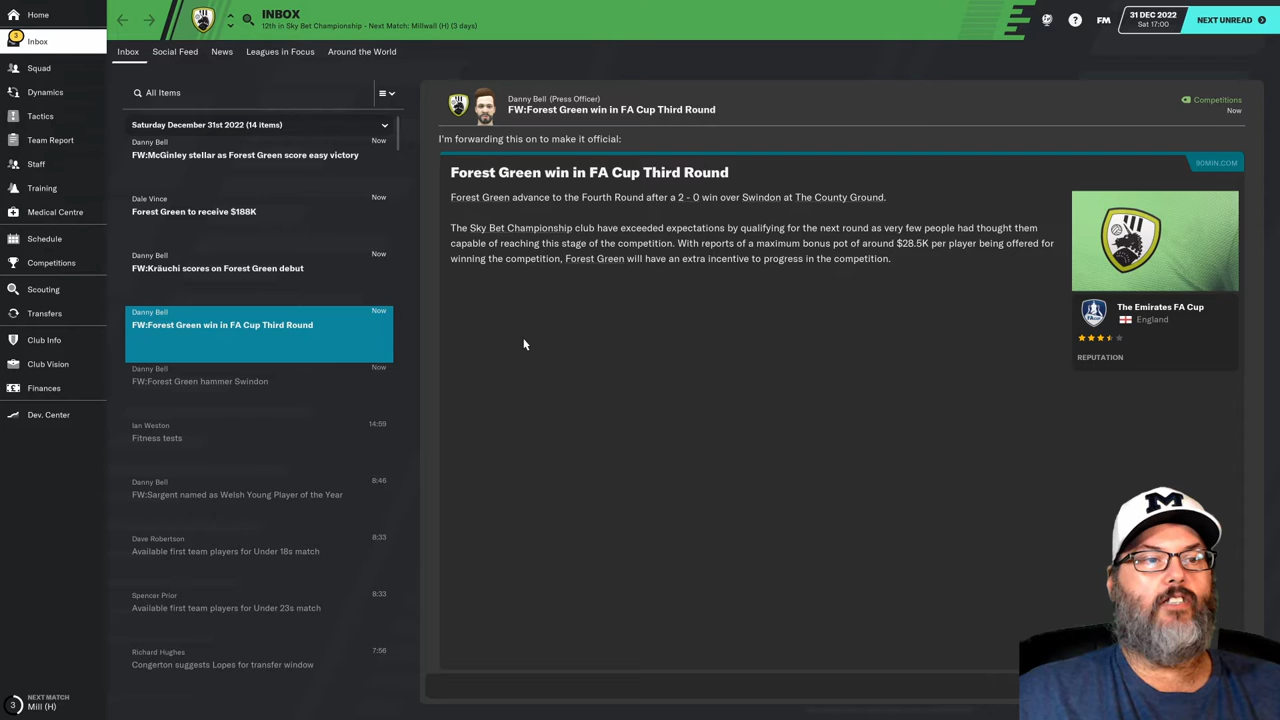 Home
3
Inbox
Squad
Dynamics
Tactics
Team Report
Staff
Training
Medical Centre
Schedule
Competitions
Scouting
Transfers
Club Info
Club Vision
Finances
Dev. Center
3
NEXT MATCH
Mill (H)
INBOX
12th in Sky Bet Championship - Next Match: Millwall (H) (3 days)
?
FM
31 DEC 2022
Sat 17:00
NEXT UNREAD
Inbox
Social Feed
News
Leagues in Focus
Around the World
All Items
Saturday December 31st 2022 (14 items)
Danny Bell
Now
FW:McGinley stellar as Forest Green score easy victory
Dale Vince
Now
Forest Green to receive $188K
Danny Bell
Now
FW:Kräuchi scores on Forest Green debut
Danny Bell
Now
FW:Forest Green win in FA Cup Third Round
Danny Bell
Now
FW:Forest Green hammer Swindon
Ian Weston
14:59
Fitness tests
Danny Bell
8:46
FW:Sargent named as Welsh Young Player of the Year
Dave Robertson
8:33
Available first team players for Under 18s match
Spencer Prior
8:33
Available first team players for Under 23s match
Richard Hughes
7:56
Congerton suggests Lopes for transfer window
Danny Bell (Press Officer)
FW:Forest Green win in FA Cup Third Round
Competitions
Now
I'm forwarding this on to make it official:
90MIN.COM
Forest Green win in FA Cup Third Round
Forest Green advance to the Fourth Round after a 2 - 0 win over Swindon at The County Ground.
The Sky Bet Championship club have exceeded expectations by qualifying for the next round as very few people had thought them
capable of reaching this stage of the competition. With reports of a maximum bonus pot of around $28.5K per player being offered for
winning the competition, Forest Green will have an extra incentive to progress in the competition.
The Emirates FA Cup
England
REPUTATION
M